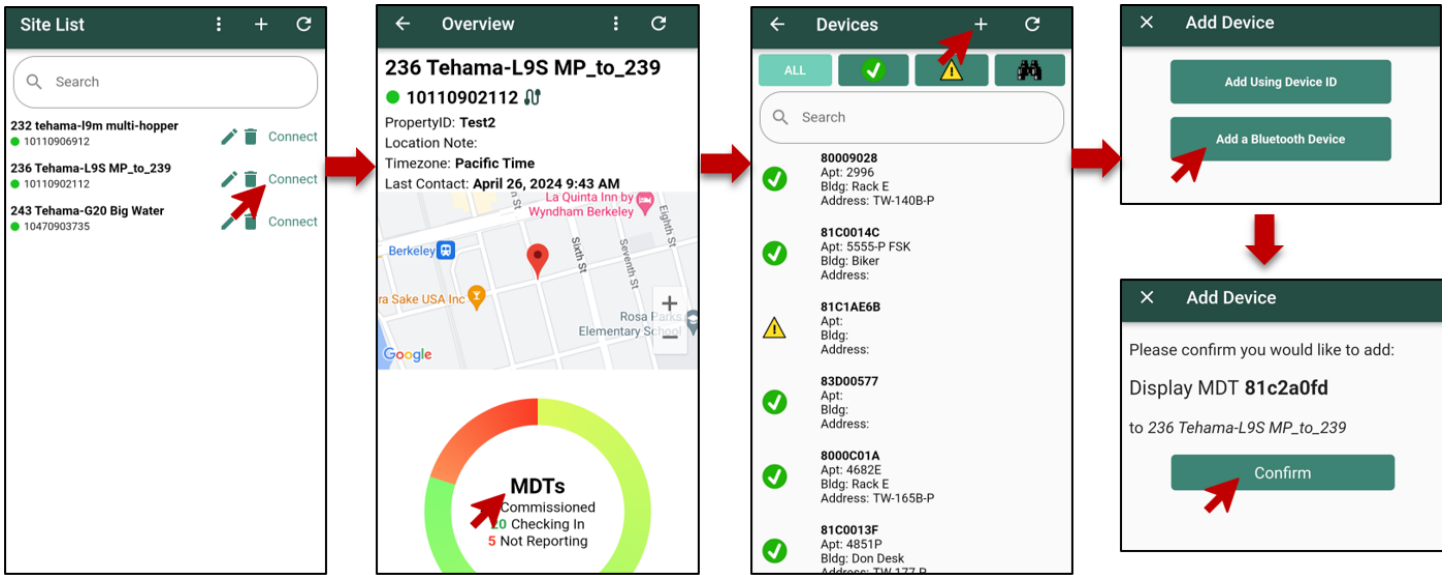 Site List
Search
232 tehama-l9m multi-hopper
10110906912
Connect
236 Tehama-L9S MP_to_239
10110902112
Connect
243 Tehama-G20 Big Water
10470903735
Connect
Overview
236 Tehama-L9S MP_to_239
10110902112
PropertyID: Test2
Location Note:
Timezone: Pacific Time
Last Contact: April 26, 2024 9:43 AM
La Quinta Inn by
Wyndham Berkeley
Eighth St
Berkeley
Sixth St
Seventh St
ra Sake USA Inc
Rosa Parks
Elementary School
Google
MDTs
Commissioned
20 Checking In
5 Not Reporting
Devices
ALL
Search
80009028
Apt: 2996
Bldg: Rack E
Address: TW-140B-P
81C0014C
Apt: 5555-P FSK
Bldg: Biker
Address:
81C1AE6B
Apt:
Bldg:
Address:
83D00577
Apt:
Bldg:
Address:
8000C01A
Apt: 4682E
Bldg: Rack E
Address: TW-165B-P
81C0013F
Apt: 4851P
Bldg: Don Desk
Address: TW-177-P
Add Device
Add Using Device ID
Add a Bluetooth Device
Add Device
Please confirm you would like to add:
Display MDT 81c2a0fd
to 236 Tehama-L9S MP_to_239
Confirm